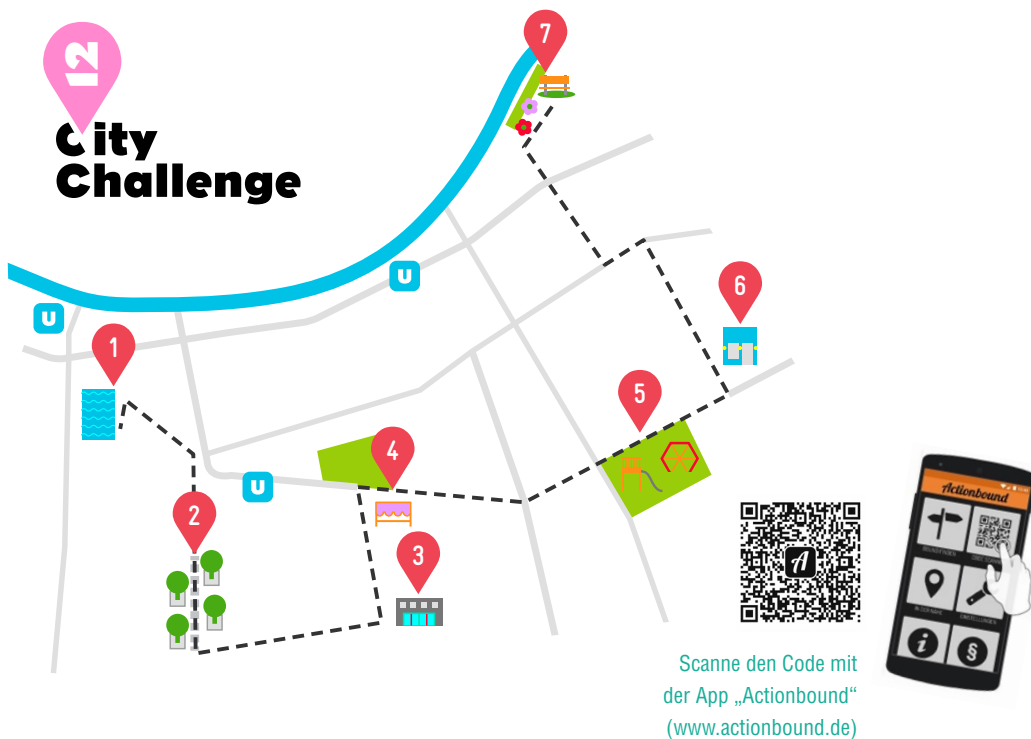 12
City
Challenge
7
U
U
1
6
5
4
U
2
3
A
Actionbound
i
§
Scanne den Code mit
der App „Actionbound“
(www.actionbound.de)